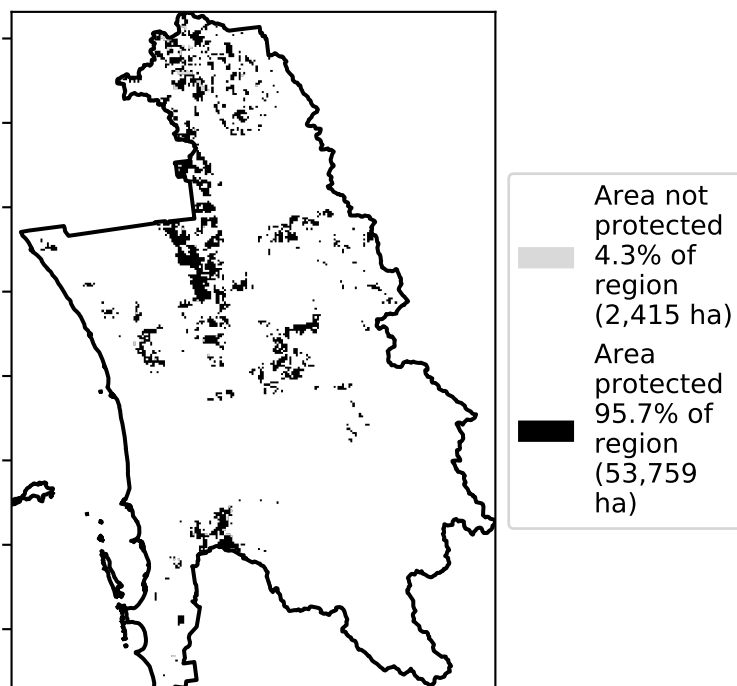 Area not
protected
4.3% of
region
(2,415 ha)
Area
protected
95.7% of
region
(53,759
ha)